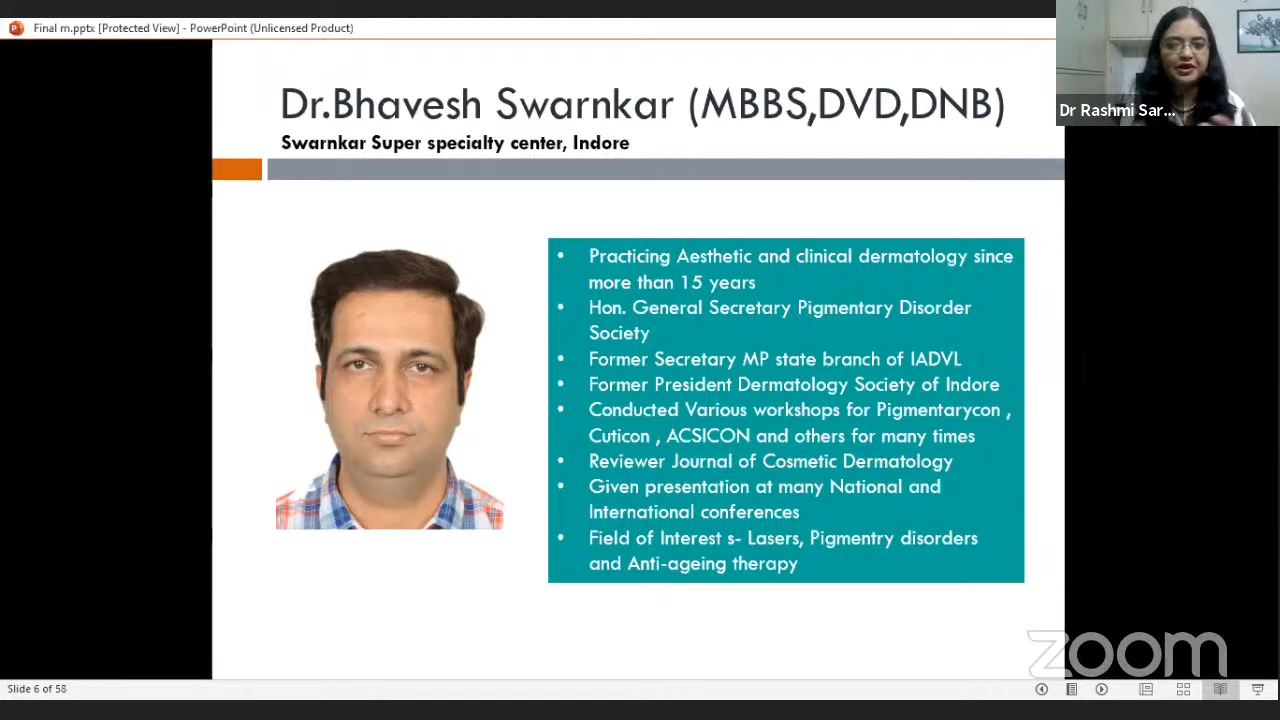 Final m.pptx [Protected View] - PowerPoint (Unlicensed Product)
Dr.Bhavesh Swarnkar (MBBS,DVD,DNB)
Swarnkar Super specialty center, Indore
Dr Rashmi Sar...
• Practicing Aesthetic and clinical dermatology since
more than 15 years
• Hon. General Secretary Pigmentary Disorder
Society
• Former Secretary MP state branch of IADVL
• Former President Dermatology Society of Indore
• Conducted Various workshops for Pigmentarycon ,
Cuticon , ACSICON and others for many times
• Reviewer Journal of Cosmetic Dermatology
• Given presentation at many National and
International conferences
• Field of Interest s- Lasers, Pigmentry disorders
and Anti-ageing therapy
zoom
Slide 6 of 58